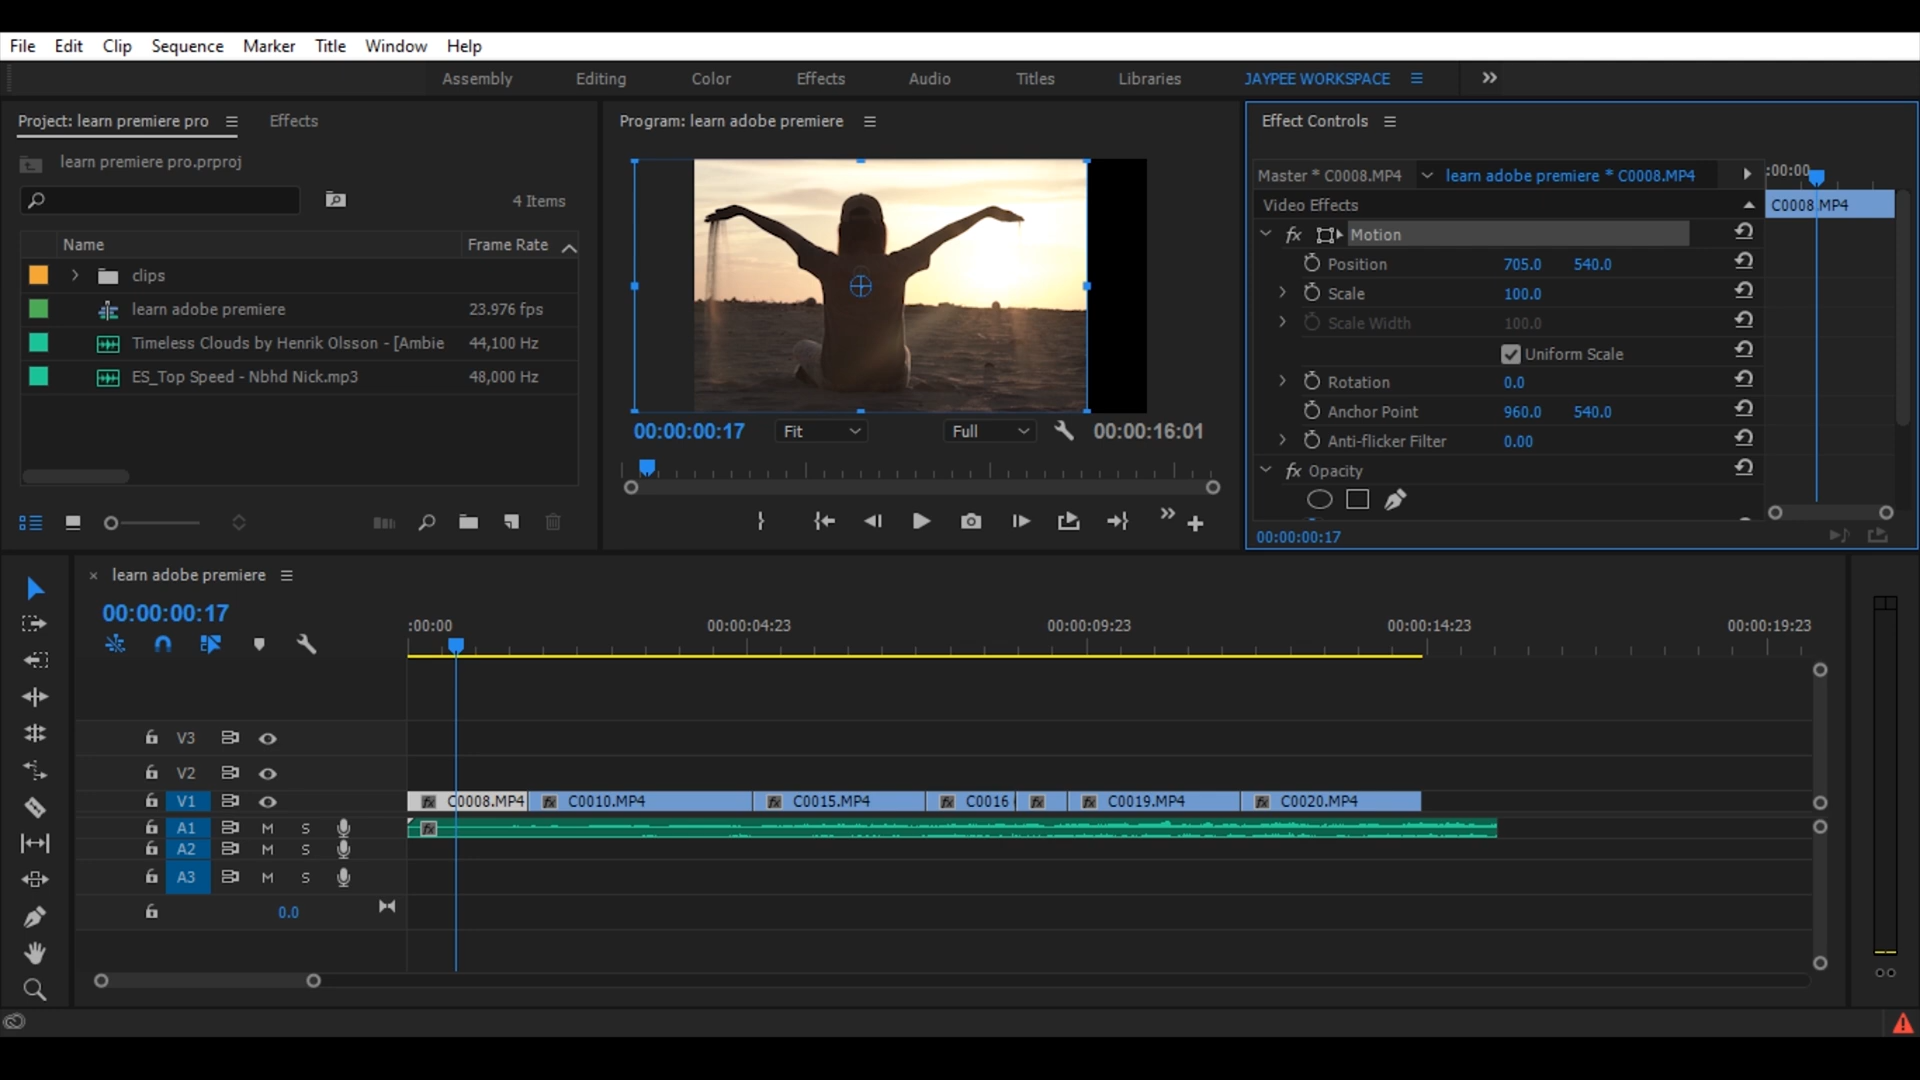 File Edit Clip Sequence Marker Title Window Help
Assembly Editing Color Effects Audio Titles Libraries JAYPEE WORKSPACE
Project: learn premiere pro Effects
learn premiere pro.prproj
4 Items
Name Frame Rate
clips
learn adobe premiere 23.976 fps
Timeless Clouds by Henrik Olsson - [Ambie 44,100 Hz
ES_Top Speed - Nbhd Nick.mp3 48,000 Hz
Program: learn adobe premiere
00:00:00:17 Fit Full 00:00:16:01
Effect Controls
Master * C0008.MP4 learn adobe premiere * C0008.MP4 :00:00
Video Effects C0008.MP4
fx Motion
Position 705.0 540.0
Scale 100.0
Scale Width 100.0
Uniform Scale
Rotation 0.0
Anchor Point 960.0 540.0
Anti-flicker Filter 0.00
fx Opacity
00:00:00:17
× learn adobe premiere
00:00:00:17
:00:00 00:00:04:23 00:00:09:23 00:00:14:23 00:00:19:23
V3
V2
V1 fx C0008.MP4 fx C0010.MP4 fx C0015.MP4 fx C0016 fx fx C0019.MP4 fx C0020.MP4
A1 M S fx
A2 M S
A3 M S
0.0